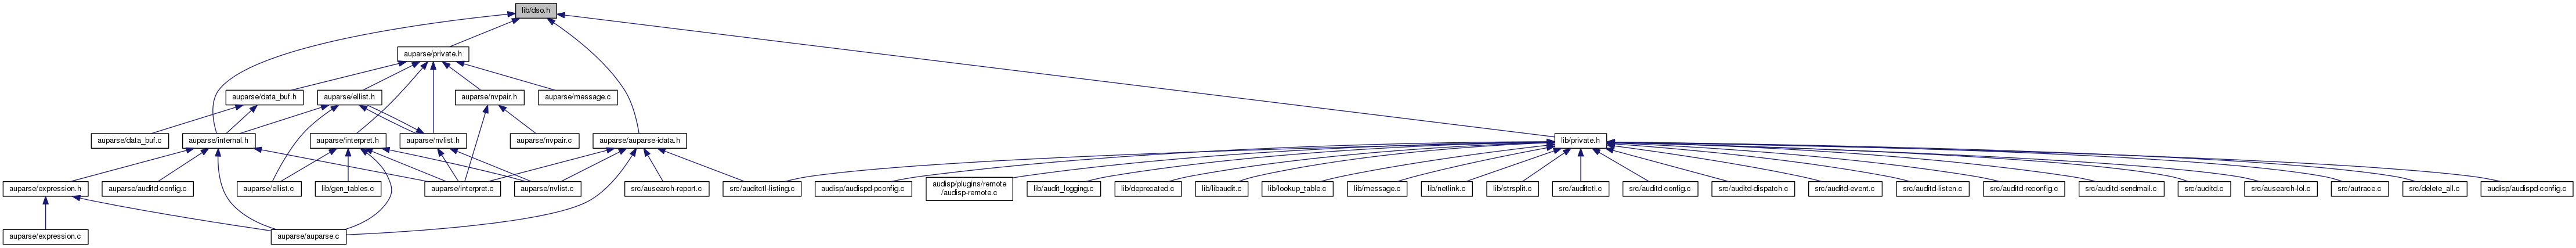 lib/dso.h
auparse/private.h
auparse/data_buf.h
auparse/ellist.h
auparse/nvpair.h
auparse/message.c
auparse/data_buf.c
auparse/internal.h
auparse/interpret.h
auparse/nvlist.h
auparse/nvpair.c
auparse/auparse-idata.h
lib/private.h
auparse/expression.h
auparse/auditd-config.c
auparse/ellist.c
lib/gen_tables.c
auparse/interpret.c
auparse/nvlist.c
src/ausearch-report.c
src/auditctl-listing.c
audisp/audispd-pconfig.c
audisp/plugins/remote
/audisp-remote.c
lib/audit_logging.c
lib/deprecated.c
lib/libaudit.c
lib/lookup_table.c
lib/message.c
lib/netlink.c
lib/strsplit.c
src/auditctl.c
src/auditd-config.c
src/auditd-dispatch.c
src/auditd-event.c
src/auditd-listen.c
src/auditd-reconfig.c
src/auditd-sendmail.c
src/auditd.c
src/ausearch-lol.c
src/autrace.c
src/delete_all.c
audisp/audispd-config.c
auparse/expression.c
auparse/auparse.c